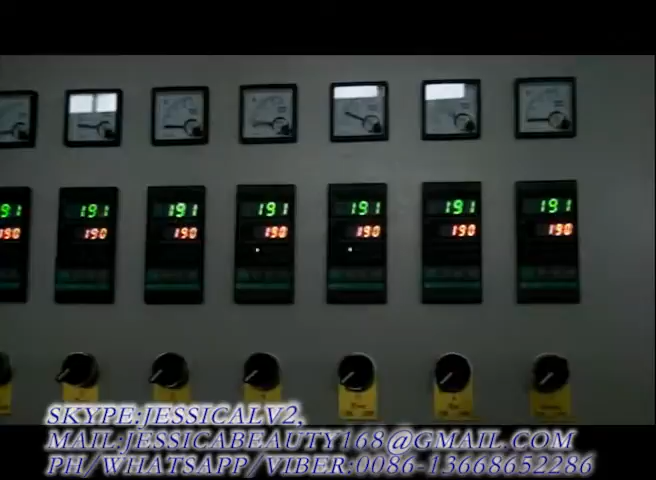 191 191 191 191 191 191 191
190 190 190 190 190 190 190
SKYPE:JESSICALV2,
MAIL:JESSICABEAUTY168@GMAIL.COM
PH/WHATSAPP/VIBER:0086-13668652286